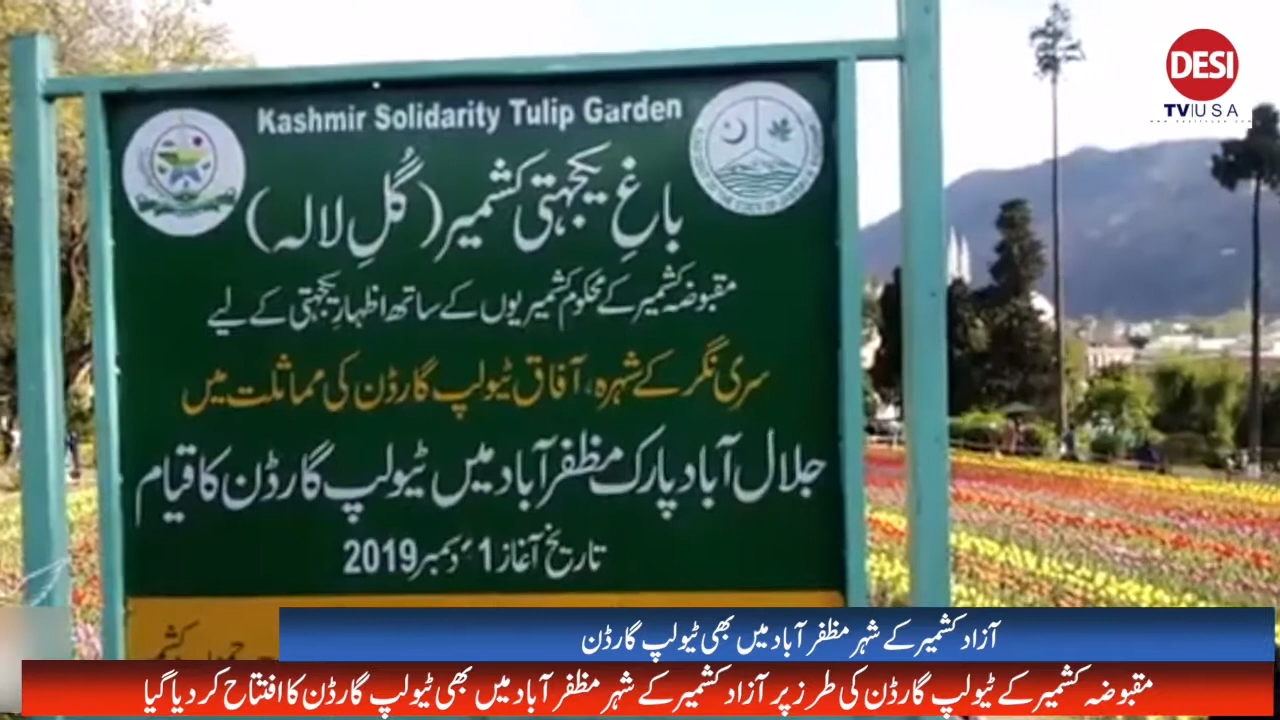 DESI
TV|USA
Kashmir Solidarity Tulip Garden
باغِ یکجہتی کشمیر (گُلِ لالہ)
مقبوضہ کشمیر کے محکوم کشمیریوں کے ساتھ اظہارِ یکجہتی کے لیے
سری نگر کے شہرہ، آفاق ٹیولپ گارڈن کی مماثلت میں
جلال آباد پارک مظفر آباد میں ٹیولپ گارڈن کا قیام
تاریخ آغاز 1 دسمبر 2019
آزاد کشمیر کے شہر مظفر آباد میں بھی ٹیولپ گارڈن
مقبوضہ کشمیر کے ٹیولپ گارڈن کی طرز پر آزاد کشمیر کے شہر مظفر آباد میں بھی ٹیولپ گارڈن کا افتتاح کر دیا گیا